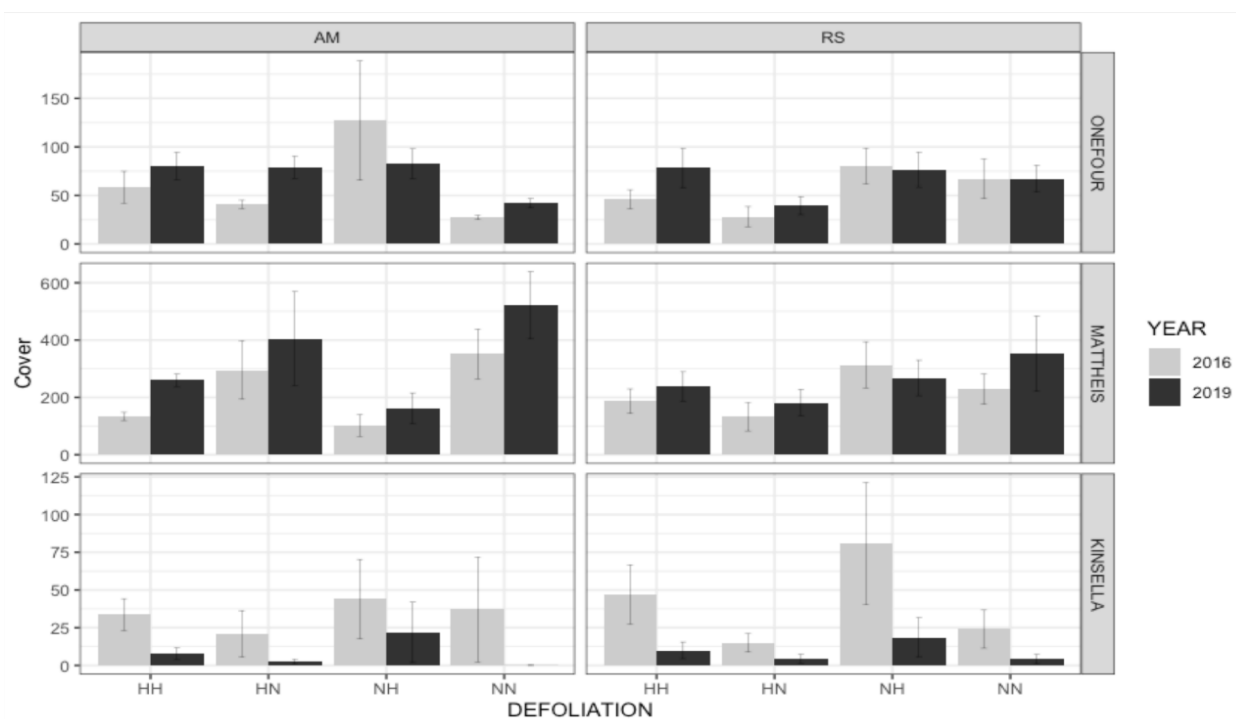 AM RS
150
100
50
0
ONEFOUR
600
400
200
0
MATTHEIS
125
100
75
50
25
0
KINSELLA
Cover
HH HN NH NN HH HN NH NN
DEFOLIATION
YEAR
2016
2019